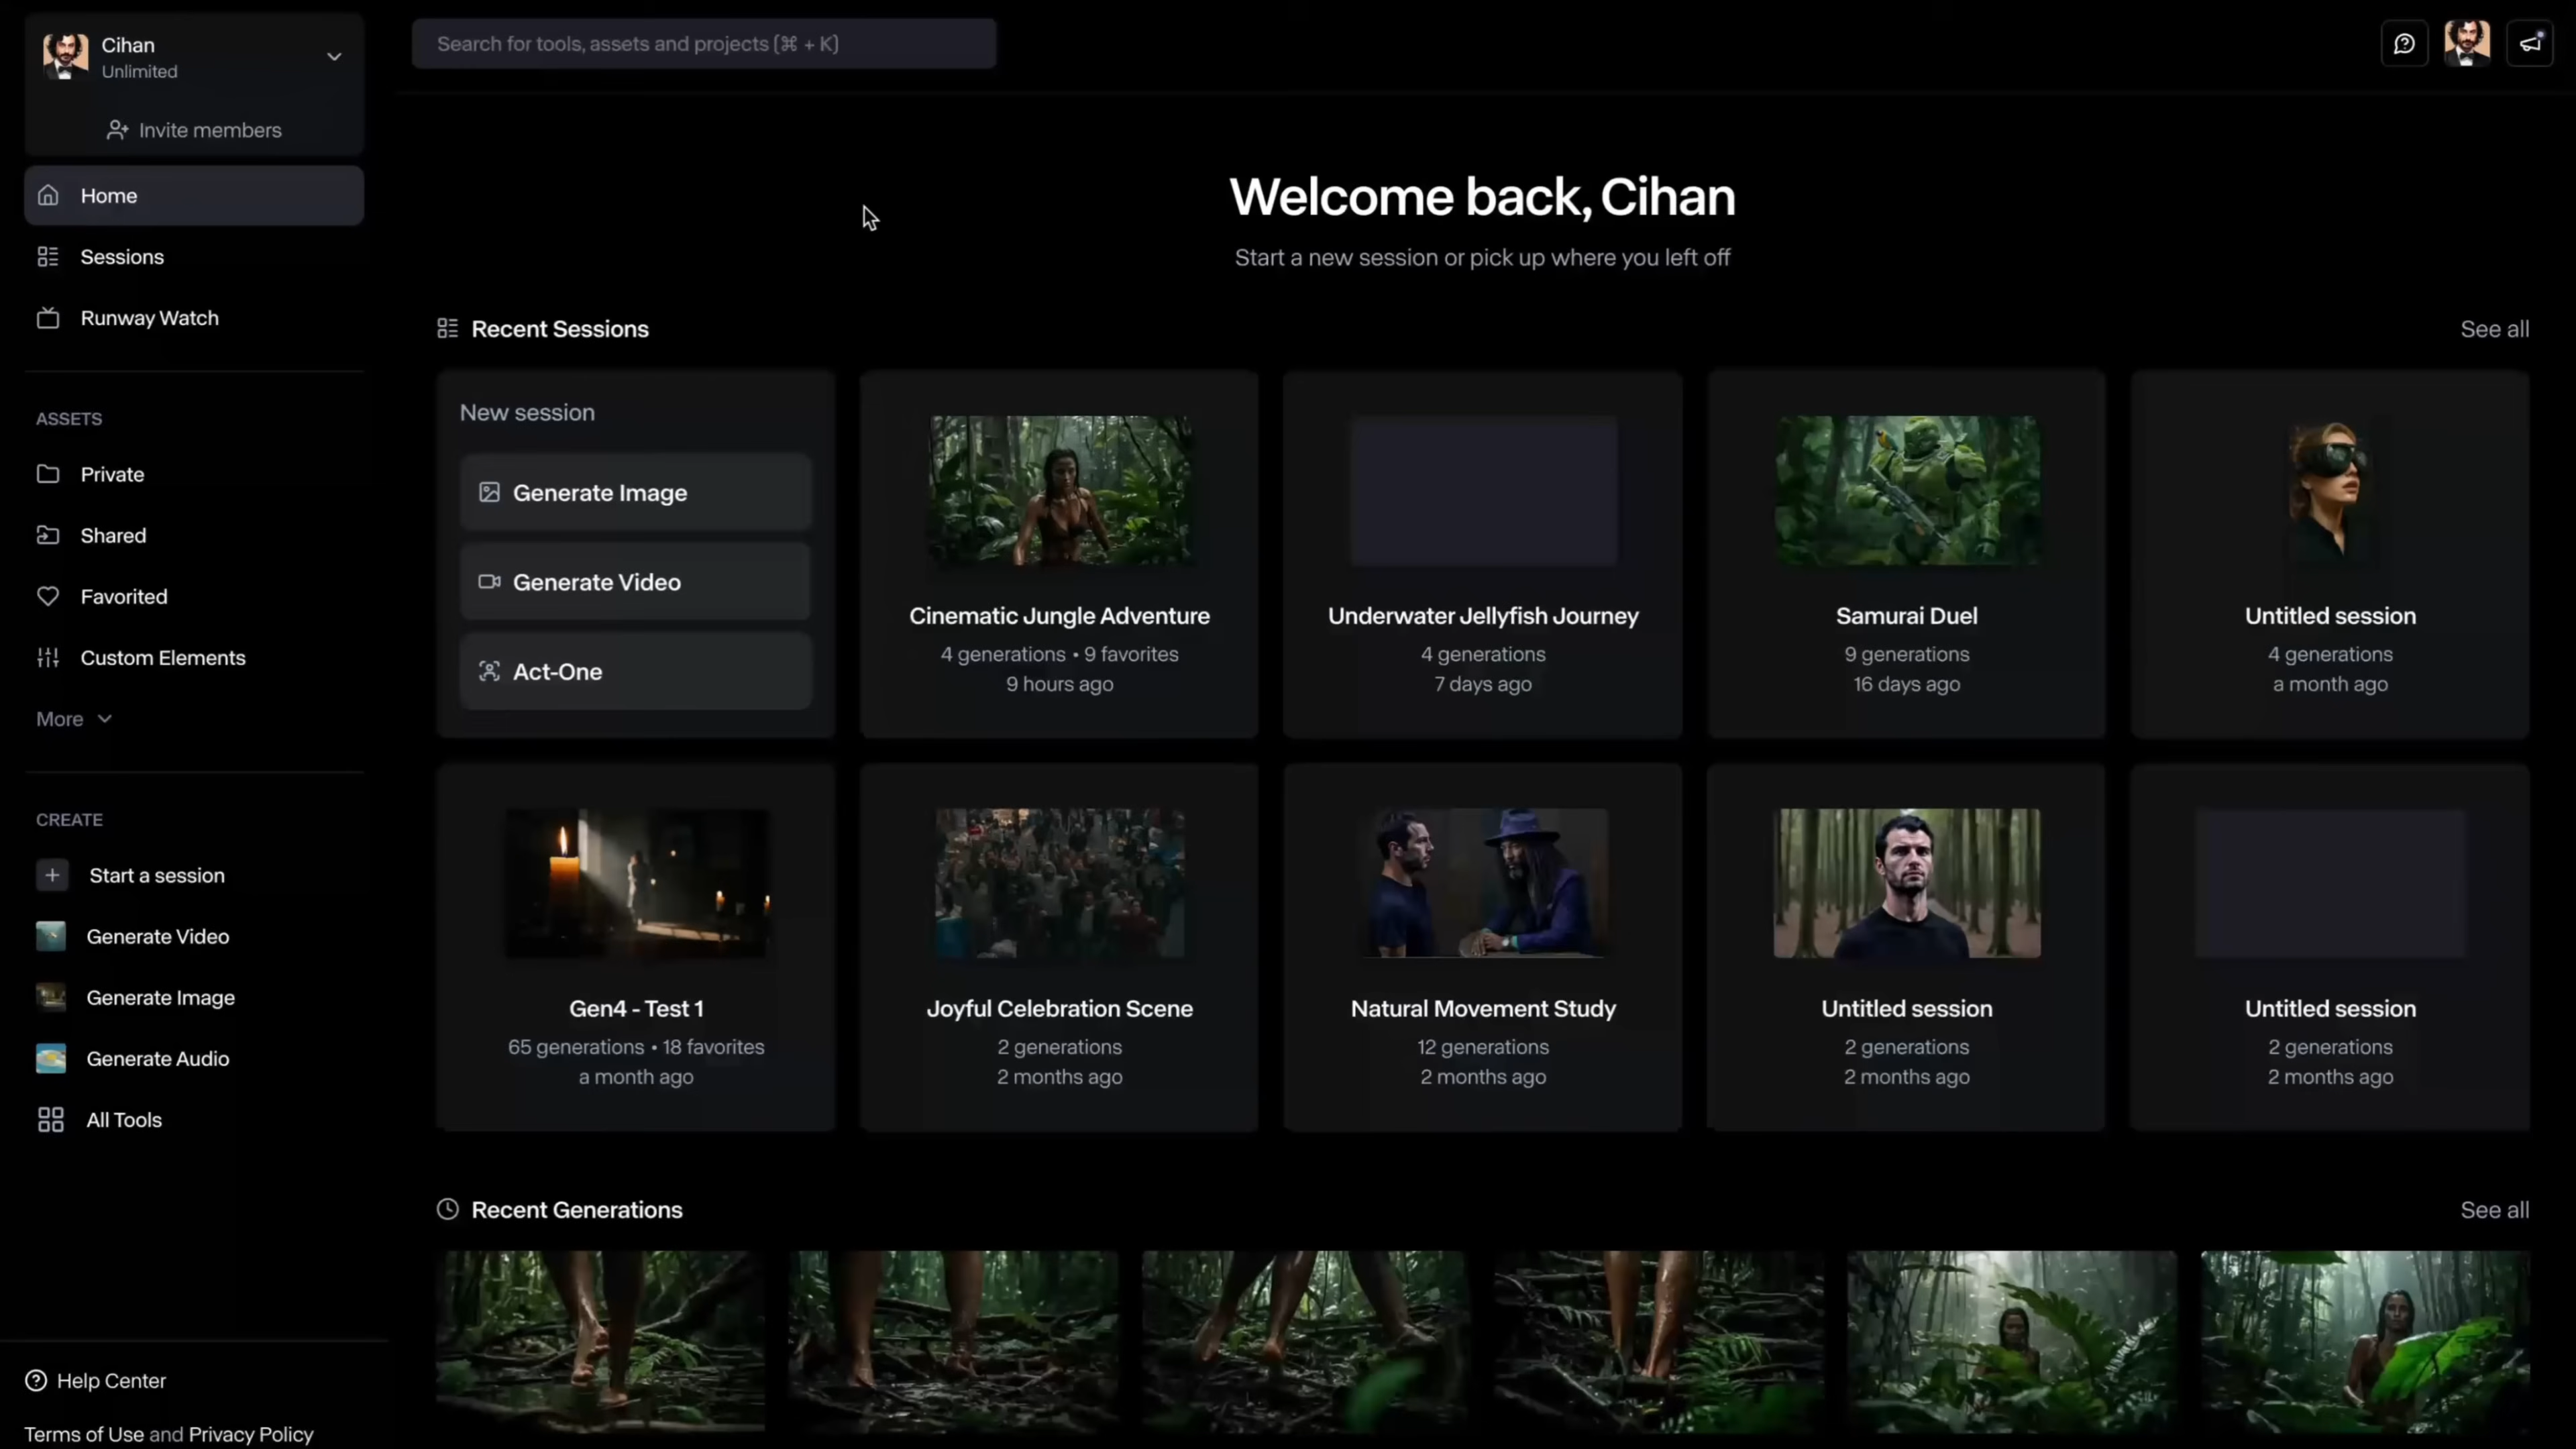 Cihan
Unlimited
Invite members
Home
Sessions
Runway Watch
ASSETS
Private
Shared
Favorited
Custom Elements
More
CREATE
Start a session
Generate Video
Generate Image
Generate Audio
All Tools
Help Center
Terms of Use and Privacy Policy
Search for tools, assets and projects (⌘ + K)
Welcome back, Cihan
Start a new session or pick up where you left off
Recent Sessions
See all
New session
Generate Image
Generate Video
Act-One
Cinematic Jungle Adventure
4 generations • 9 favorites
9 hours ago
Underwater Jellyfish Journey
4 generations
7 days ago
Samurai Duel
9 generations
16 days ago
Untitled session
4 generations
a month ago
Gen4 - Test 1
65 generations • 18 favorites
a month ago
Joyful Celebration Scene
2 generations
2 months ago
Natural Movement Study
12 generations
2 months ago
Untitled session
2 generations
2 months ago
Untitled session
2 generations
2 months ago
Recent Generations
See all